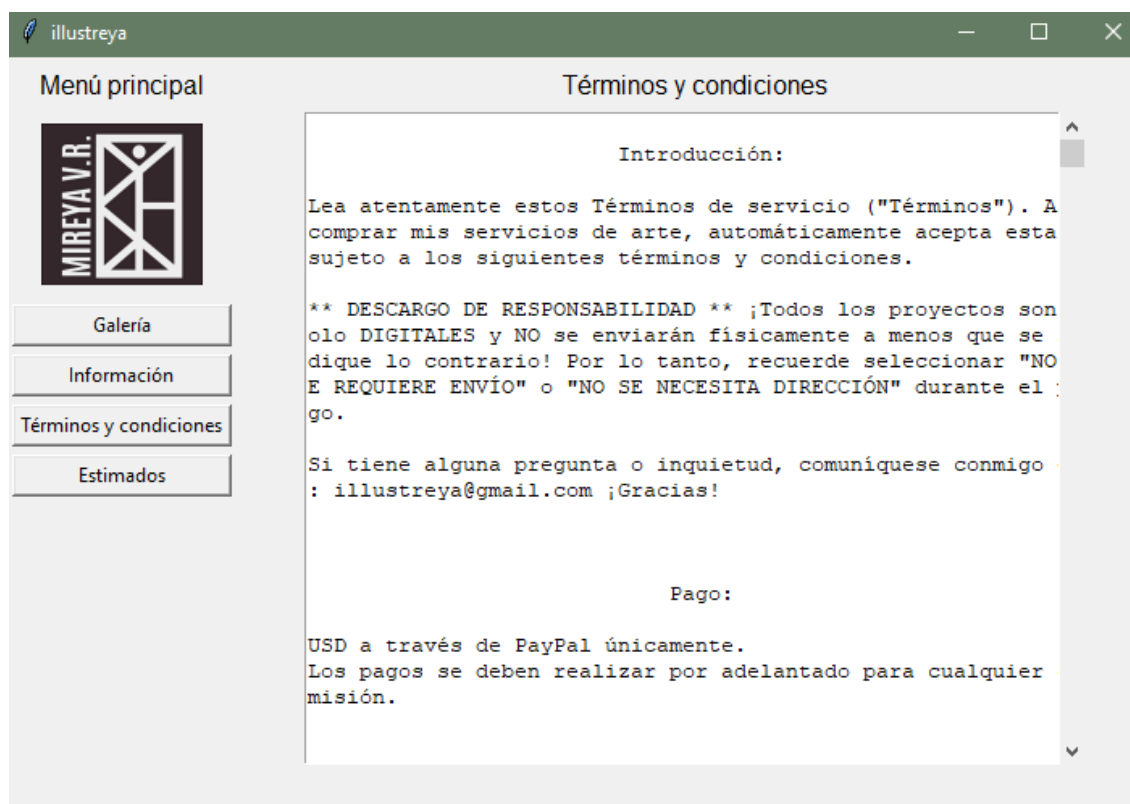 illustreya
Menú principal
MIREYA V.R.
Galería
Información
Términos y condiciones
Estimados
Términos y condiciones
Introducción:
Lea atentamente estos Términos de servicio ("Términos"). A
comprar mis servicios de arte, automáticamente acepta esta
sujeto a los siguientes términos y condiciones.
** DESCARGO DE RESPONSABILIDAD ** ¡Todos los proyectos son
olo DIGITALES y NO se enviarán físicamente a menos que se
dique lo contrario! Por lo tanto, recuerde seleccionar "NO
E REQUIERE ENVÍO" o "NO SE NECESITA DIRECCIÓN" durante el
go.
Si tiene alguna pregunta o inquietud, comuníquese conmigo
: illustreya@gmail.com ¡Gracias!
Pago:
USD a través de PayPal únicamente.
Los pagos se deben realizar por adelantado para cualquier
misión.